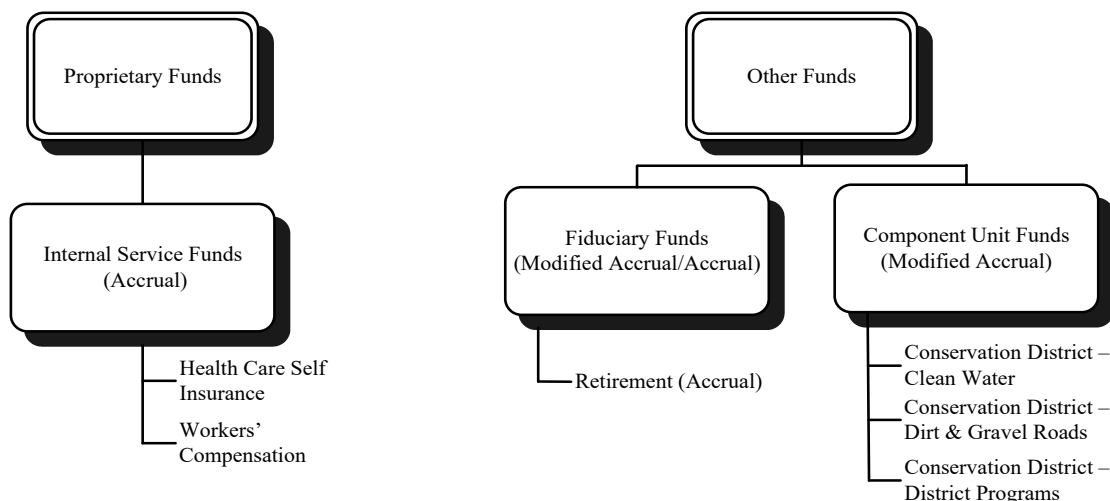 Proprietary Funds
Internal Service Funds
(Accrual)
Health Care Self
Insurance
Workers’
Compensation
Other Funds
Fiduciary Funds
(Modified Accrual/Accrual)
Retirement (Accrual)
Component Unit Funds
(Modified Accrual)
Conservation District –
Clean Water
Conservation District –
Dirt & Gravel Roads
Conservation District –
District Programs